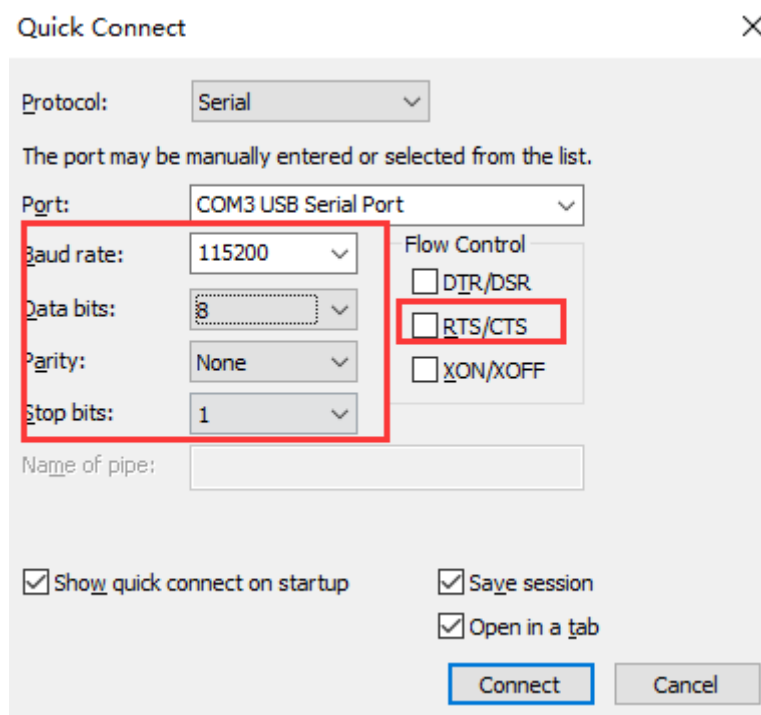 Quick Connect
Protocol: Serial
The port may be manually entered or selected from the list.
Port: COM3 USB Serial Port
Baud rate: 115200
Flow Control
DTR/DSR
Data bits: 8
RTS/CTS
Parity: None
XON/XOFF
Stop bits: 1
Name of pipe:
Show quick connect on startup
Save session
Open in a tab
Connect
Cancel